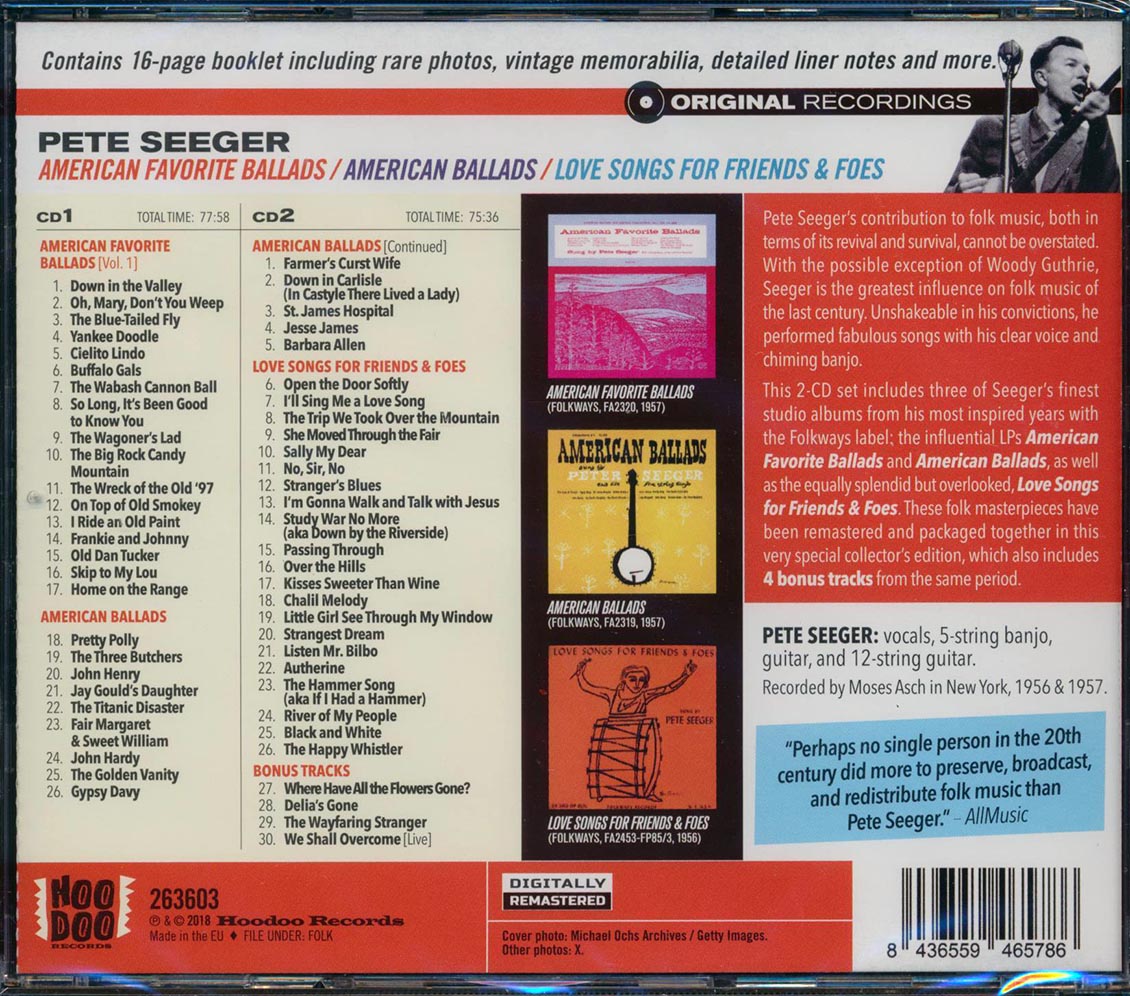 Contains 16-page booklet including rare photos, vintage memorabilia, detailed liner notes and more.
ORIGINAL RECORDINGS
PETE SEEGER
AMERICAN FAVORITE BALLADS / AMERICAN BALLADS / LOVE SONGS FOR FRIENDS & FOES
CD1 TOTAL TIME: 77:58
AMERICAN FAVORITE
BALLADS [Vol. 1]
1. Down in the Valley
2. Oh, Mary, Don't You Weep
3. The Blue-Tailed Fly
4. Yankee Doodle
5. Cielito Lindo
6. Buffalo Gals
7. The Wabash Cannon Ball
8. So Long, It's Been Good
to Know You
9. The Wagoner's Lad
10. The Big Rock Candy
Mountain
11. The Wreck of the Old '97
12. On Top of Old Smokey
13. I Ride an Old Paint
14. Frankie and Johnny
15. Old Dan Tucker
16. Skip to My Lou
17. Home on the Range
AMERICAN BALLADS
18. Pretty Polly
19. The Three Butchers
20. John Henry
21. Jay Gould's Daughter
22. The Titanic Disaster
23. Fair Margaret
& Sweet William
24. John Hardy
25. The Golden Vanity
26. Gypsy Davy
CD2 TOTAL TIME: 75:36
AMERICAN BALLADS [Continued]
1. Farmer's Curst Wife
2. Down in Carlisle
(In Castyle There Lived a Lady)
3. St. James Hospital
4. Jesse James
5. Barbara Allen
LOVE SONGS FOR FRIENDS & FOES
6. Open the Door Softly
7. I'll Sing Me a Love Song
8. The Trip We Took Over the Mountain
9. She Moved Through the Fair
10. Sally My Dear
11. No, Sir, No
12. Stranger's Blues
13. I'm Gonna Walk and Talk with Jesus
14. Study War No More
(aka Down by the Riverside)
15. Passing Through
16. Over the Hills
17. Kisses Sweeter Than Wine
18. Chalil Melody
19. Little Girl See Through My Window
20. Strangest Dream
21. Listen Mr. Bilbo
22. Autherine
23. The Hammer Song
(aka If I Had a Hammer)
24. River of My People
25. Black and White
26. The Happy Whistler
BONUS TRACKS
27. Where Have All the Flowers Gone?
28. Delia's Gone
29. The Wayfaring Stranger
30. We Shall Overcome [Live]
American Favorite Ballads
Sung by Pete Seeger
AMERICAN FAVORITE BALLADS
(FOLKWAYS, FA2320, 1957)
AMERICAN BALLADS
sung by
PETER SEEGER
AMERICAN BALLADS
(FOLKWAYS, FA2319, 1957)
LOVE SONGS FOR FRIENDS & FOES
SUNG BY
PETE SEEGER
LOVE SONGS FOR FRIENDS & FOES
(FOLKWAYS, FA2453-FP85/3, 1956)
Pete Seeger's contribution to folk music, both in
terms of its revival and survival, cannot be overstated.
With the possible exception of Woody Guthrie,
Seeger is the greatest influence on folk music of
the last century. Unshakeable in his convictions, he
performed fabulous songs with his clear voice and
chiming banjo.
This 2-CD set includes three of Seeger's finest
studio albums from his most inspired years with
the Folkways label: the influential LPs American
Favorite Ballads and American Ballads, as well
as the equally splendid but overlooked, Love Songs
for Friends & Foes. These folk masterpieces have
been remastered and packaged together in this
very special collector's edition, which also includes
4 bonus tracks from the same period.
PETE SEEGER: vocals, 5-string banjo,
guitar, and 12-string guitar.
Recorded by Moses Asch in New York, 1956 & 1957.
"Perhaps no single person in the 20th
century did more to preserve, broadcast,
and redistribute folk music than
Pete Seeger." – AllMusic
HOO
DOO
RECORDS
263603
℗ & © 2018 Hoodoo Records
Made in the EU ♦ FILE UNDER: FOLK
DIGITALLY
REMASTERED
Cover photo: Michael Ochs Archives / Getty Images.
Other photos: X.
8 436559 465786